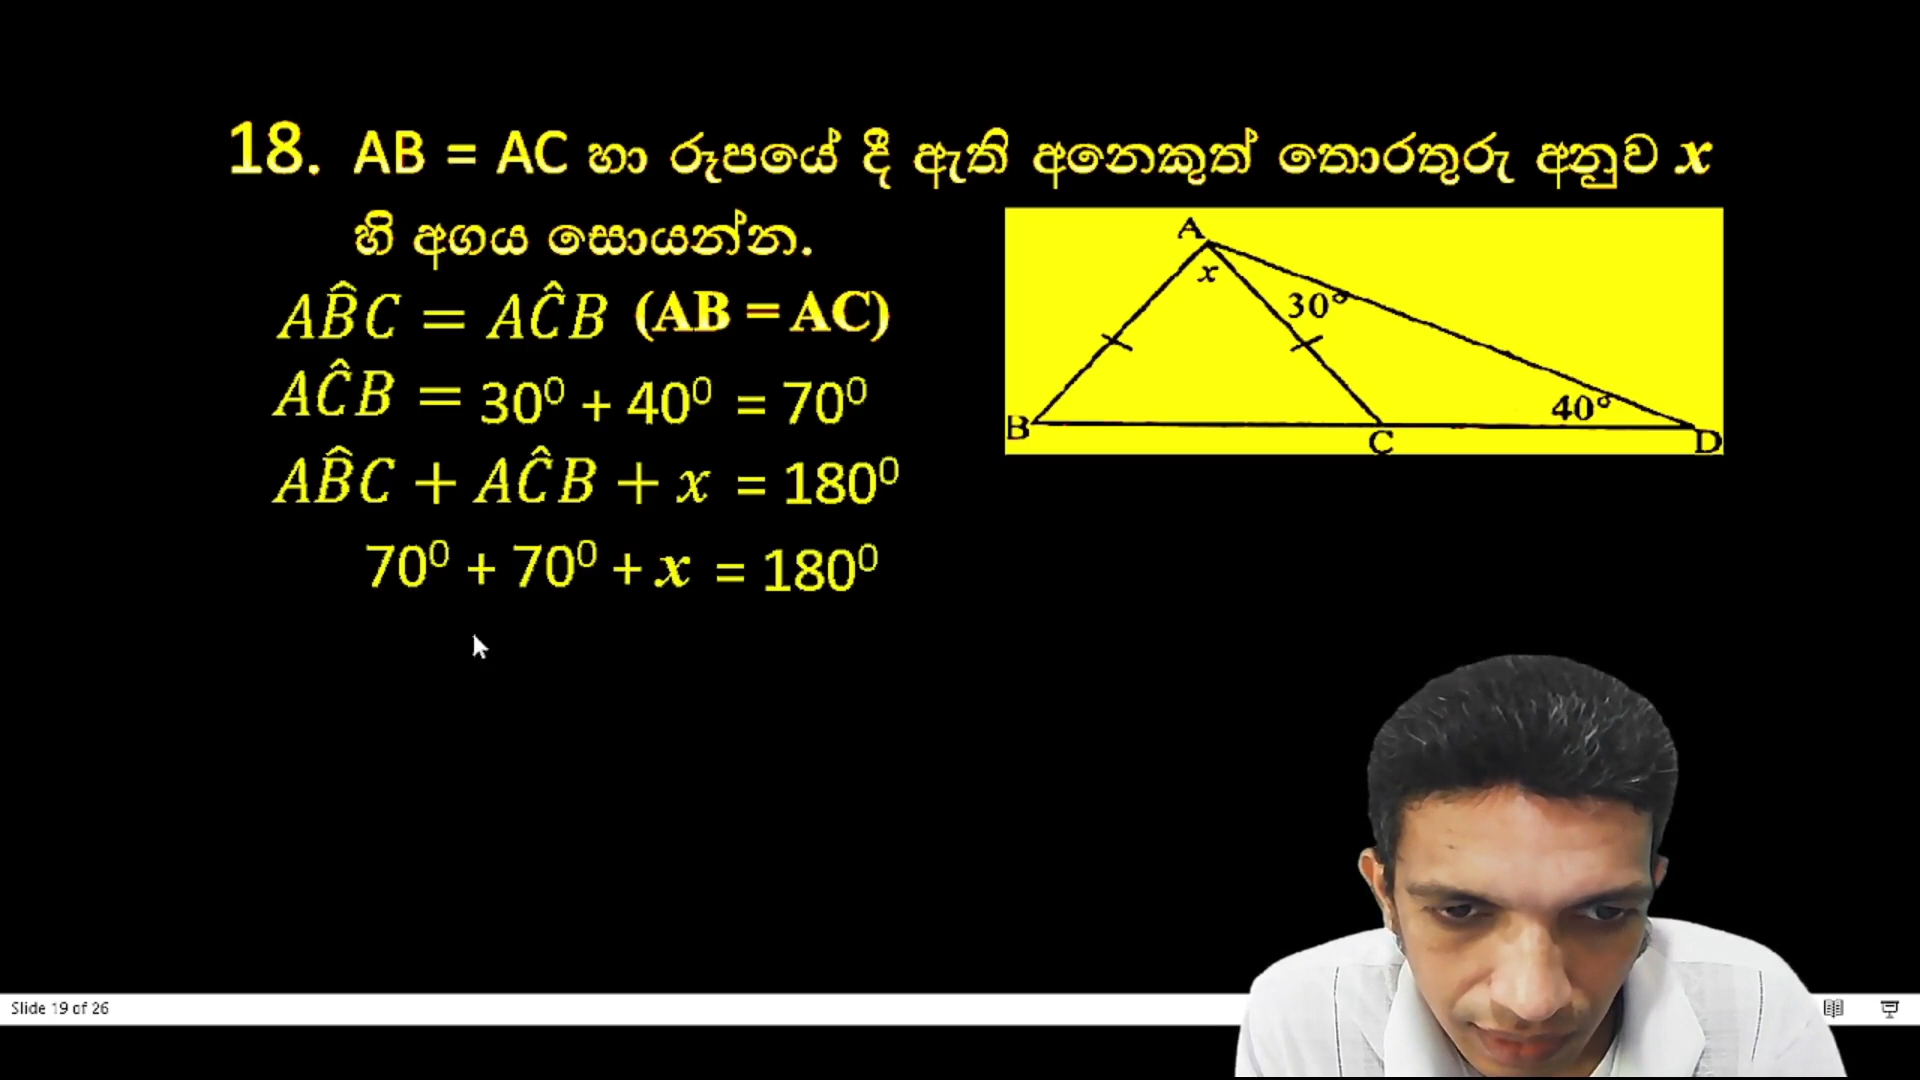 18. AB = AC හා රූපයේ දී ඇති අනෙකුත් තොරතුරු අනුව x
හි අගය සොයන්න.
AB̂C = AĈB (AB = AC)
AĈB = 30⁰ + 40⁰ = 70⁰
AB̂C + AĈB + x = 180⁰
70⁰ + 70⁰ + x = 180⁰
A
x
30°
40°
B
C
D
Slide 19 of 26